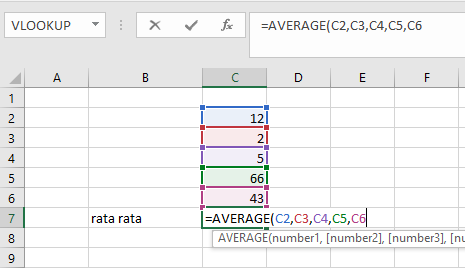 VLOOKUP =AVERAGE(C2,C3,C4,C5,C6
A B C D E F
1
2 12
3 2
4 5
5 66
6 43
7 rata rata =AVERAGE(C2,C3,C4,C5,C6
8 AVERAGE(number1, [number2], [number3], [nu
9